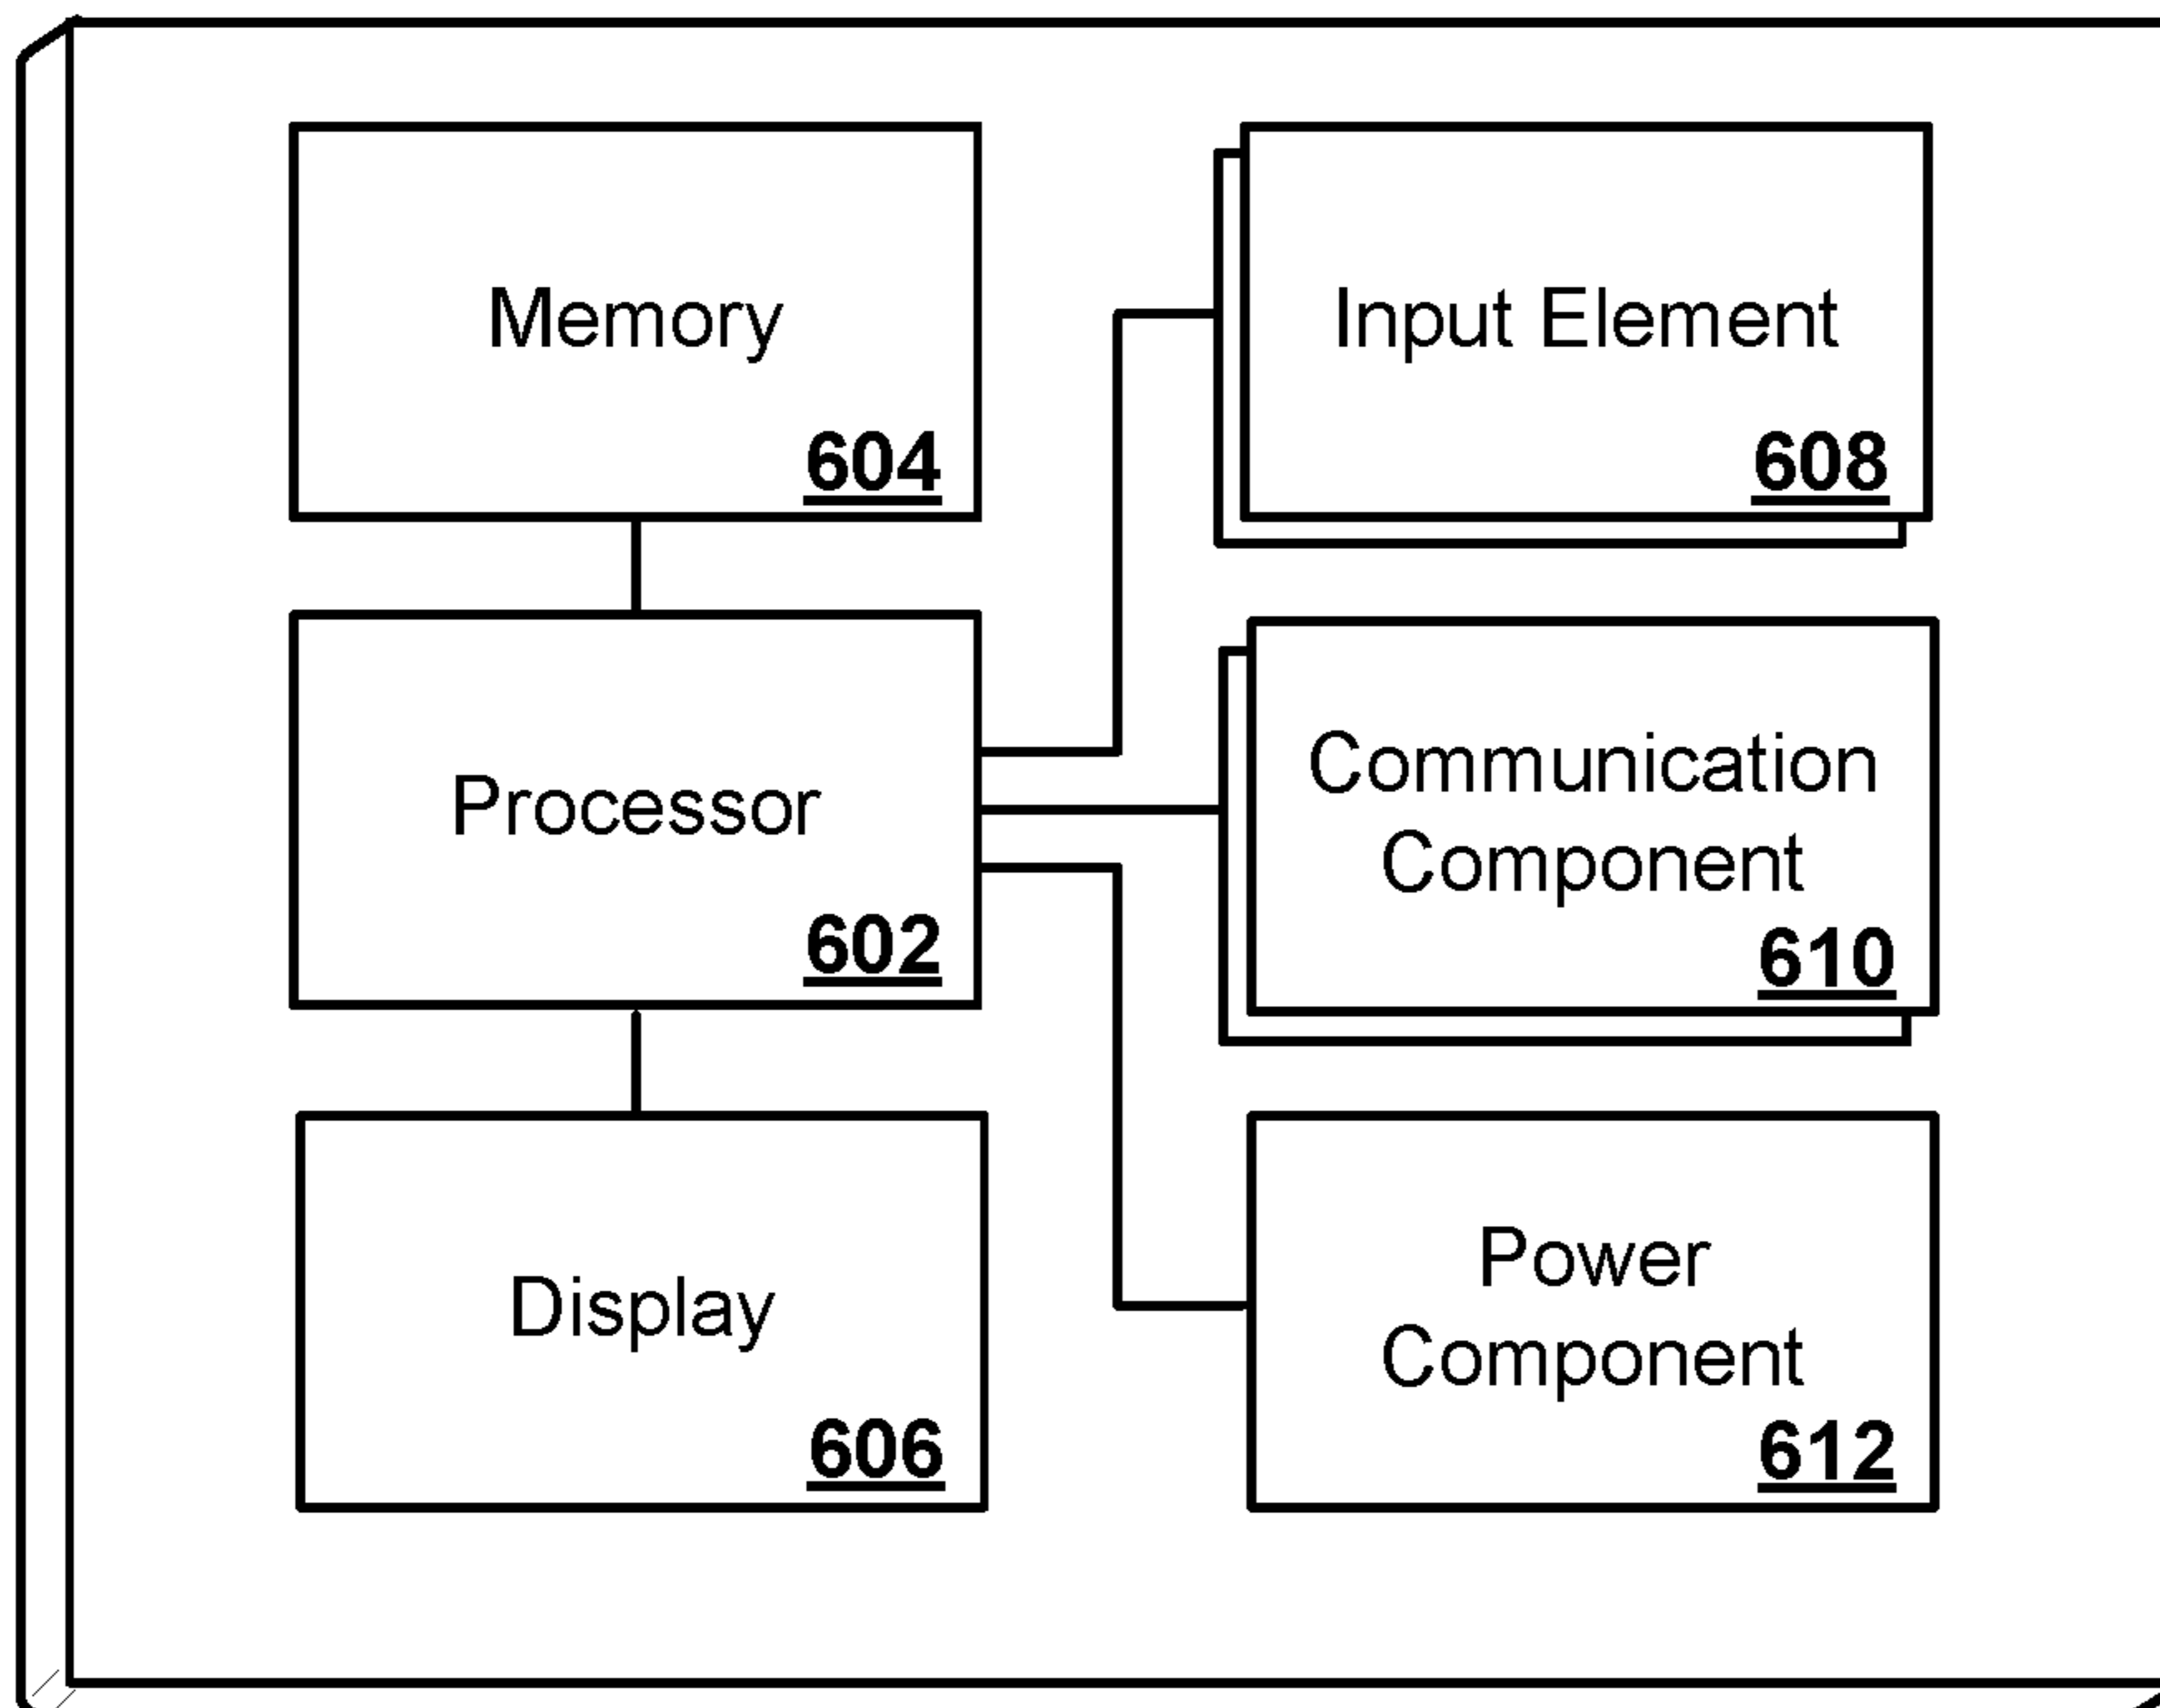 Memory
604
Input Element
608
Processor
602
Communication
Component
610
Display
606
Power
Component
612